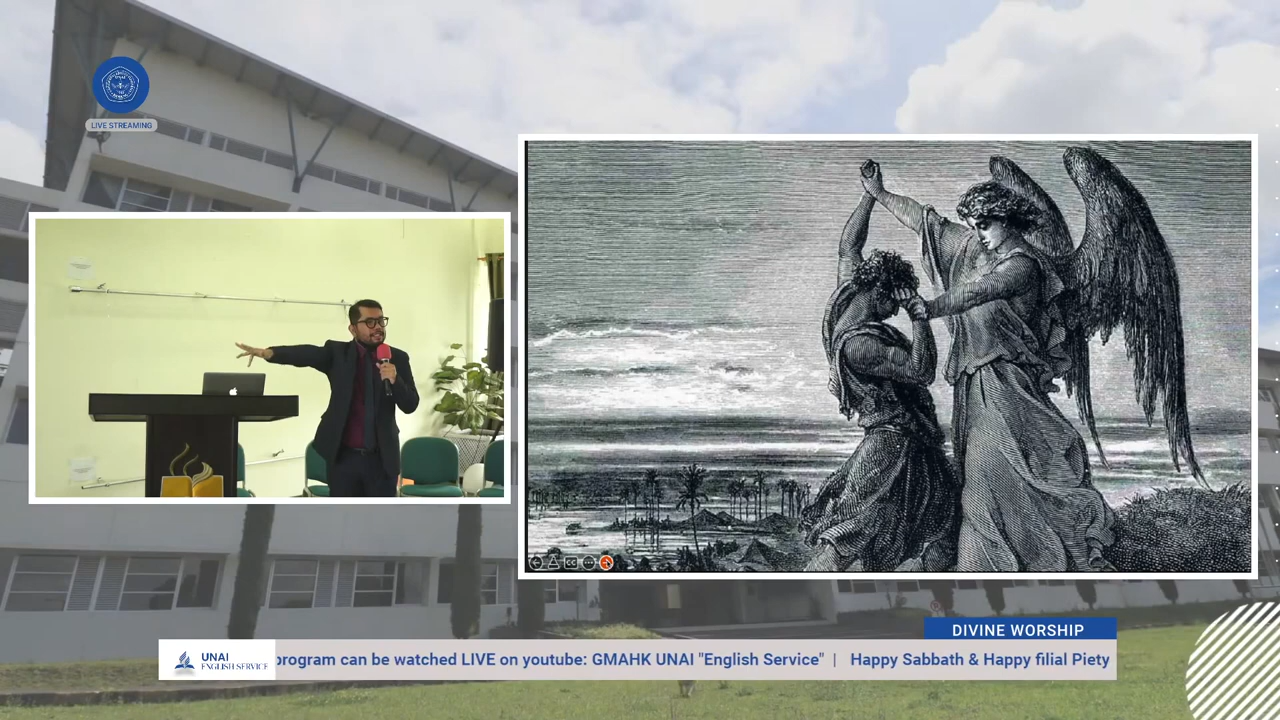 LIVE STREAMING
CC
DIVINE WORSHIP
UNAI
ENGLISH SERVICE
program can be watched LIVE on youtube: GMAHK UNAI "English Service" | Happy Sabbath & Happy filial Piety